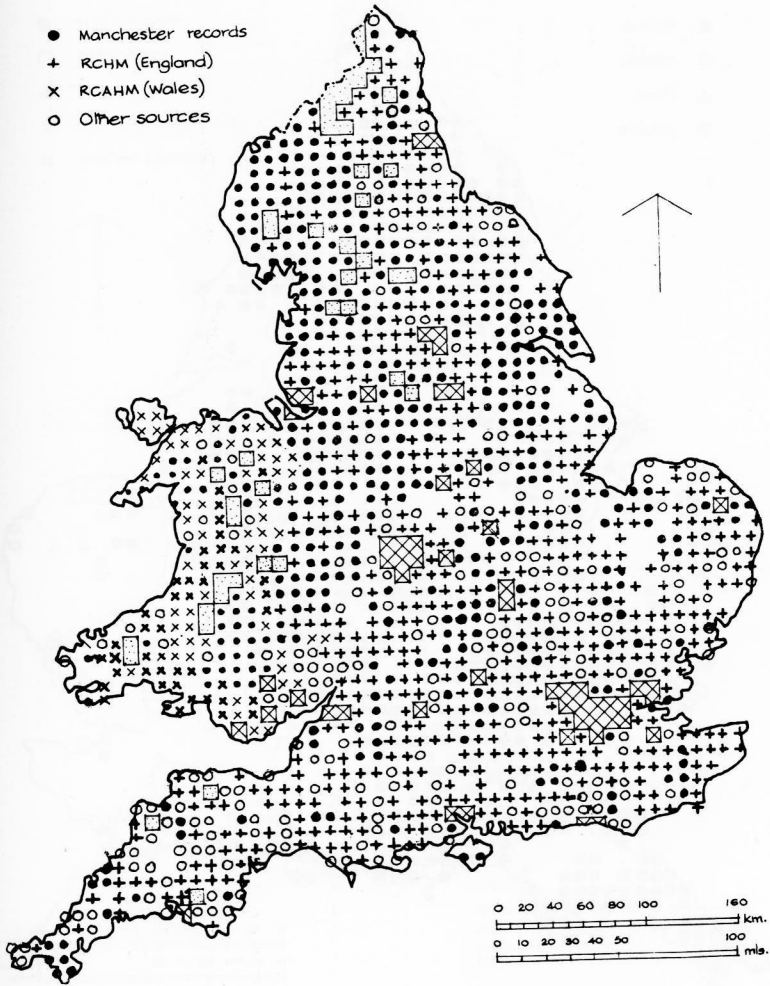 ● Manchester records
+ RCHM (England)
× RCAHM (Wales)
○ Other sources
0 20 40 60 80 100 160 km.
0 10 20 30 40 50 100 mls.